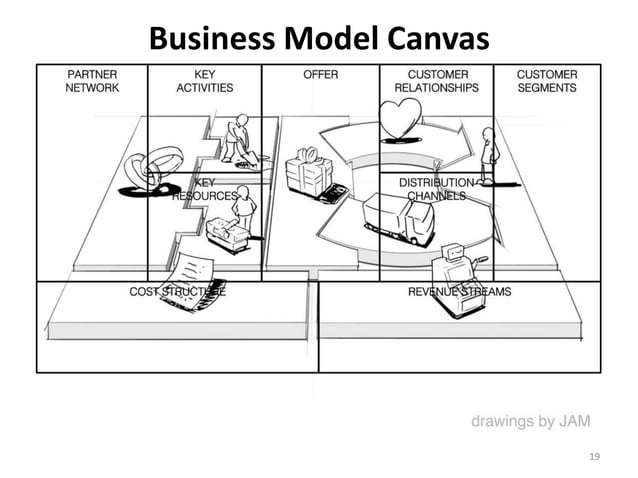 Business Model Canvas
PARTNER
NETWORK
KEY
ACTIVITIES
OFFER
CUSTOMER
RELATIONSHIPS
CUSTOMER
SEGMENTS
KEY
RESOURCES
DISTRIBUTION
CHANNELS
COST STRUCTURE
REVENUE STREAMS
drawings by JAM
19